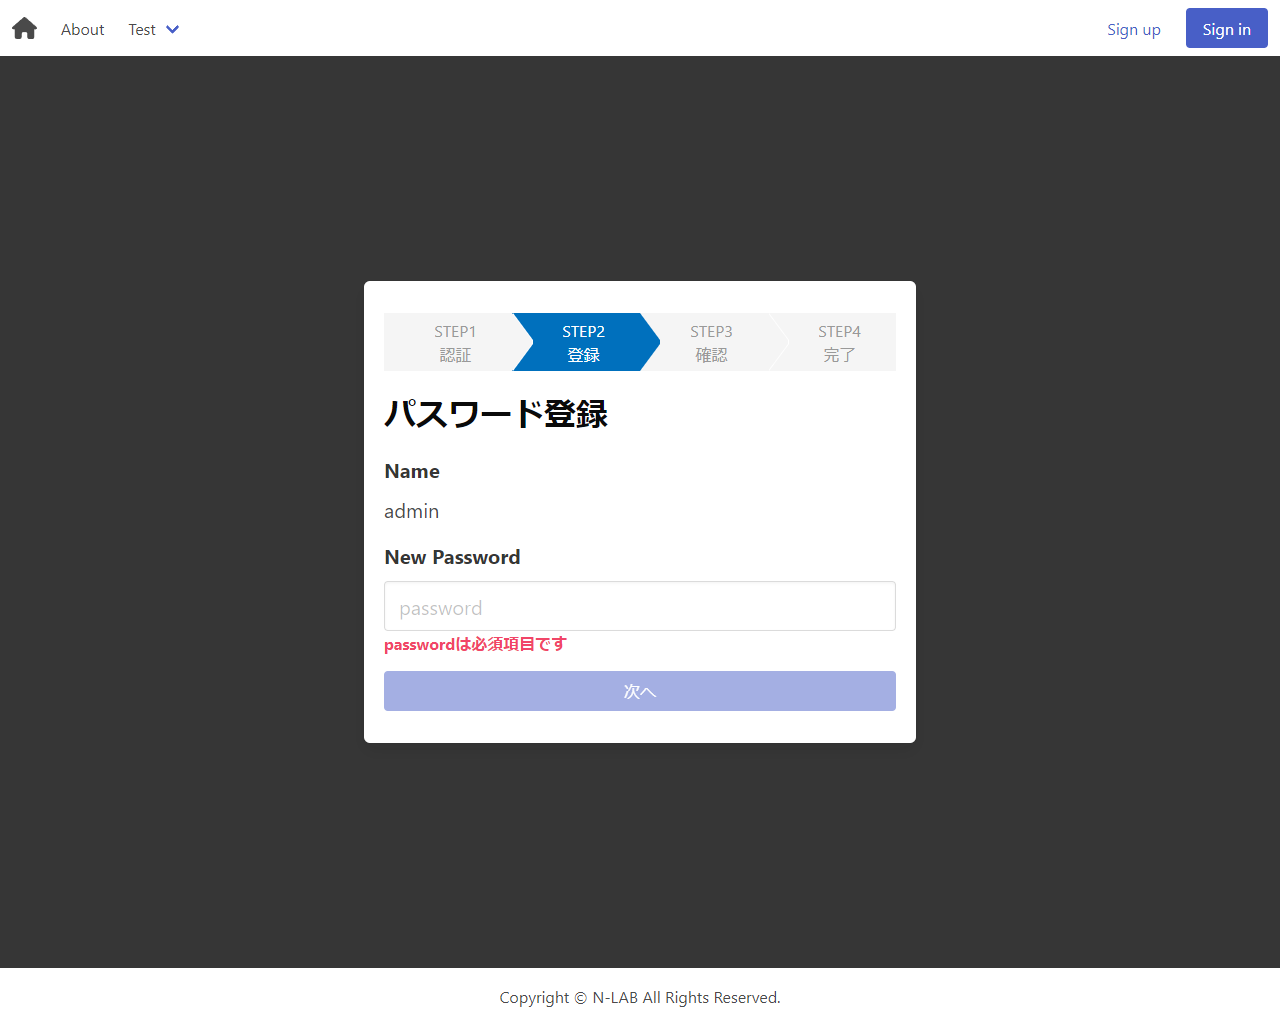 About
Test
Sign up
Sign in
STEP1
認証
STEP2
登録
STEP3
確認
STEP4
完了
パスワード登録
Name
admin
New Password
password
passwordは必須項目です
次へ
Copyright © N-LAB All Rights Reserved.